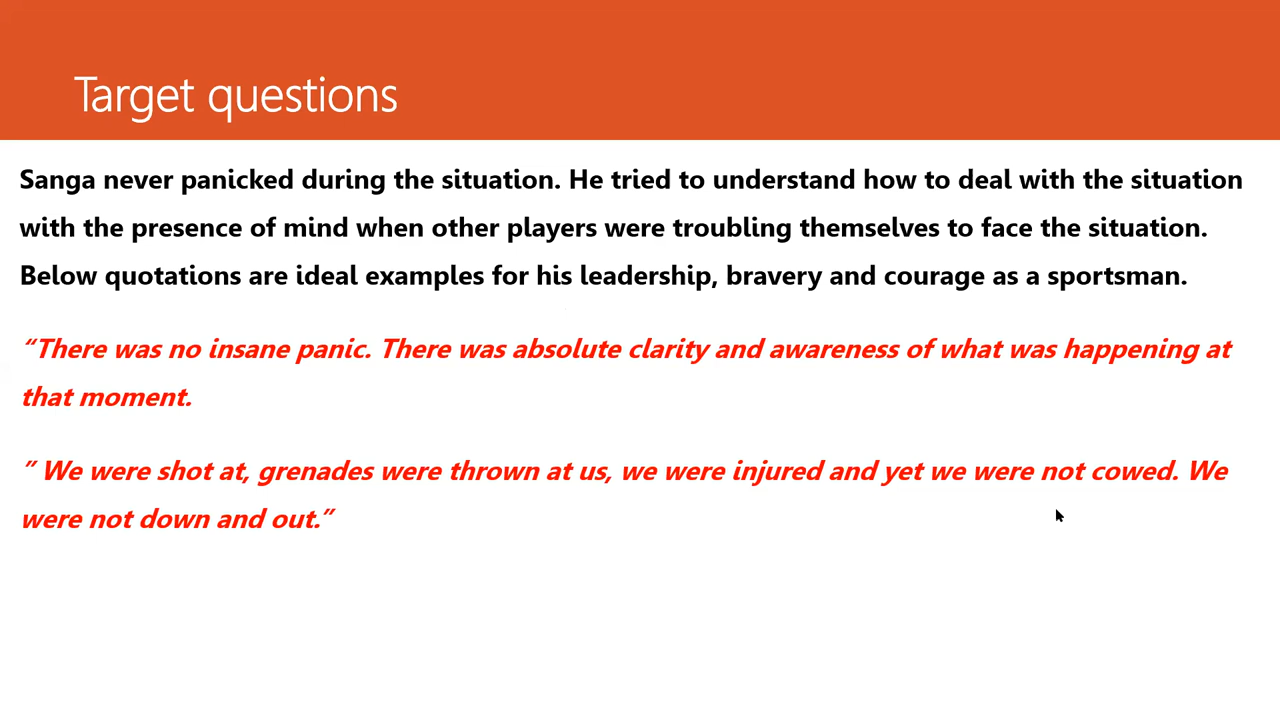 Target questions
Sanga never panicked during the situation. He tried to understand how to deal with the situation
with the presence of mind when other players were troubling themselves to face the situation.
Below quotations are ideal examples for his leadership, bravery and courage as a sportsman.
“There was no insane panic. There was absolute clarity and awareness of what was happening at
that moment.
” We were shot at, grenades were thrown at us, we were injured and yet we were not cowed. We
were not down and out.”